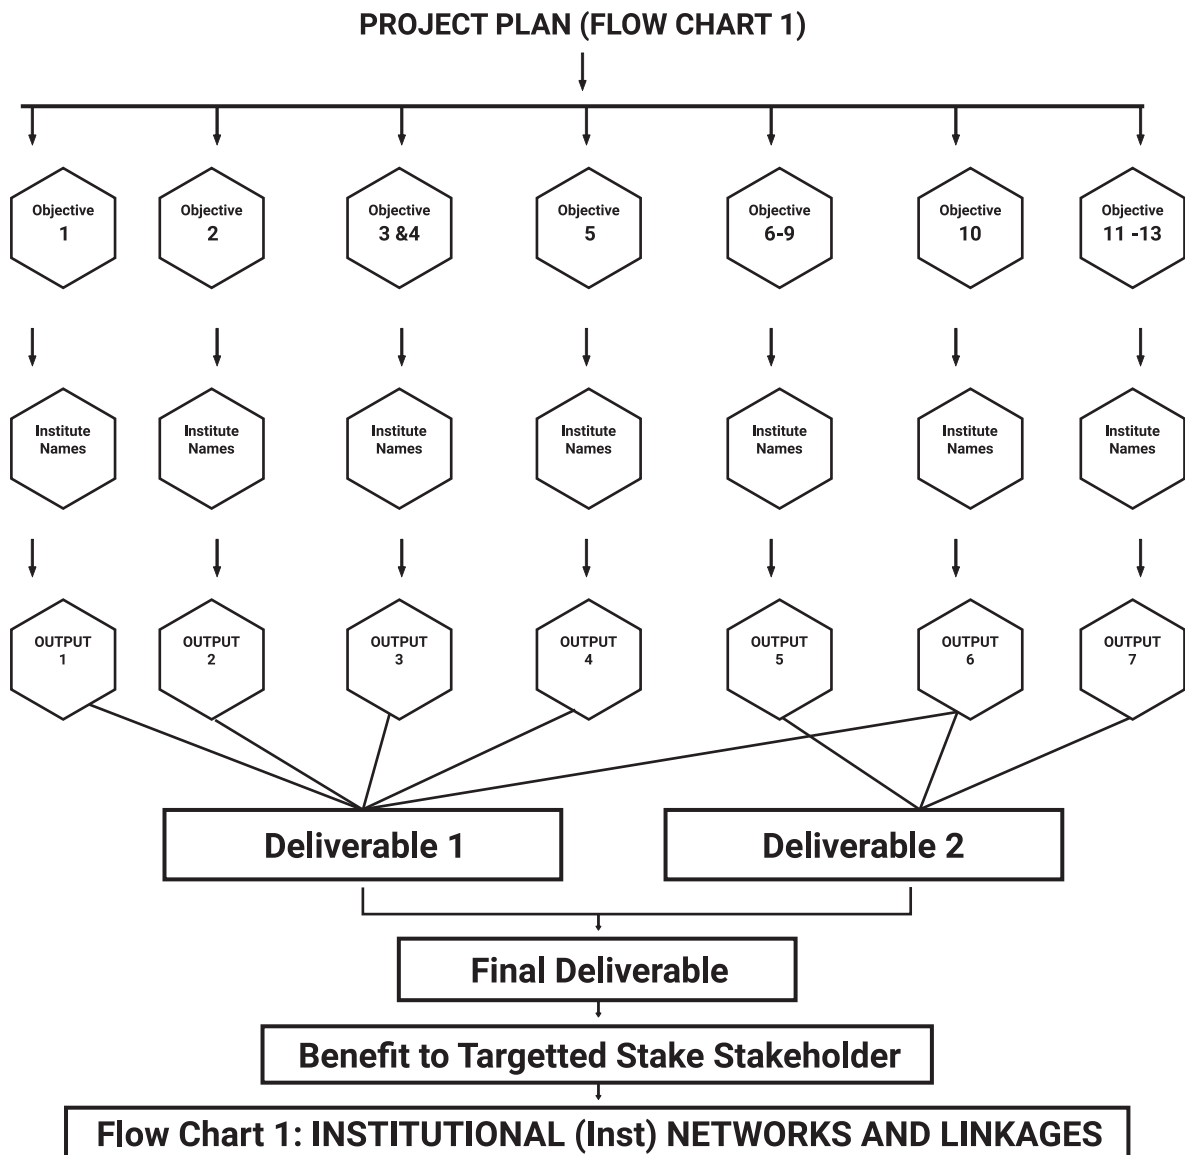 PROJECT PLAN (FLOW CHART 1)
Objective
1
Objective
2
Objective
3 &4
Objective
5
Objective
6-9
Objective
10
Objective
11 -13
Institute
Names
Institute
Names
Institute
Names
Institute
Names
Institute
Names
Institute
Names
Institute
Names
OUTPUT
1
OUTPUT
2
OUTPUT
3
OUTPUT
4
OUTPUT
5
OUTPUT
6
OUTPUT
7
Deliverable 1
Deliverable 2
Final Deliverable
Benefit to Targetted Stake Stakeholder
Flow Chart 1: INSTITUTIONAL (Inst) NETWORKS AND LINKAGES